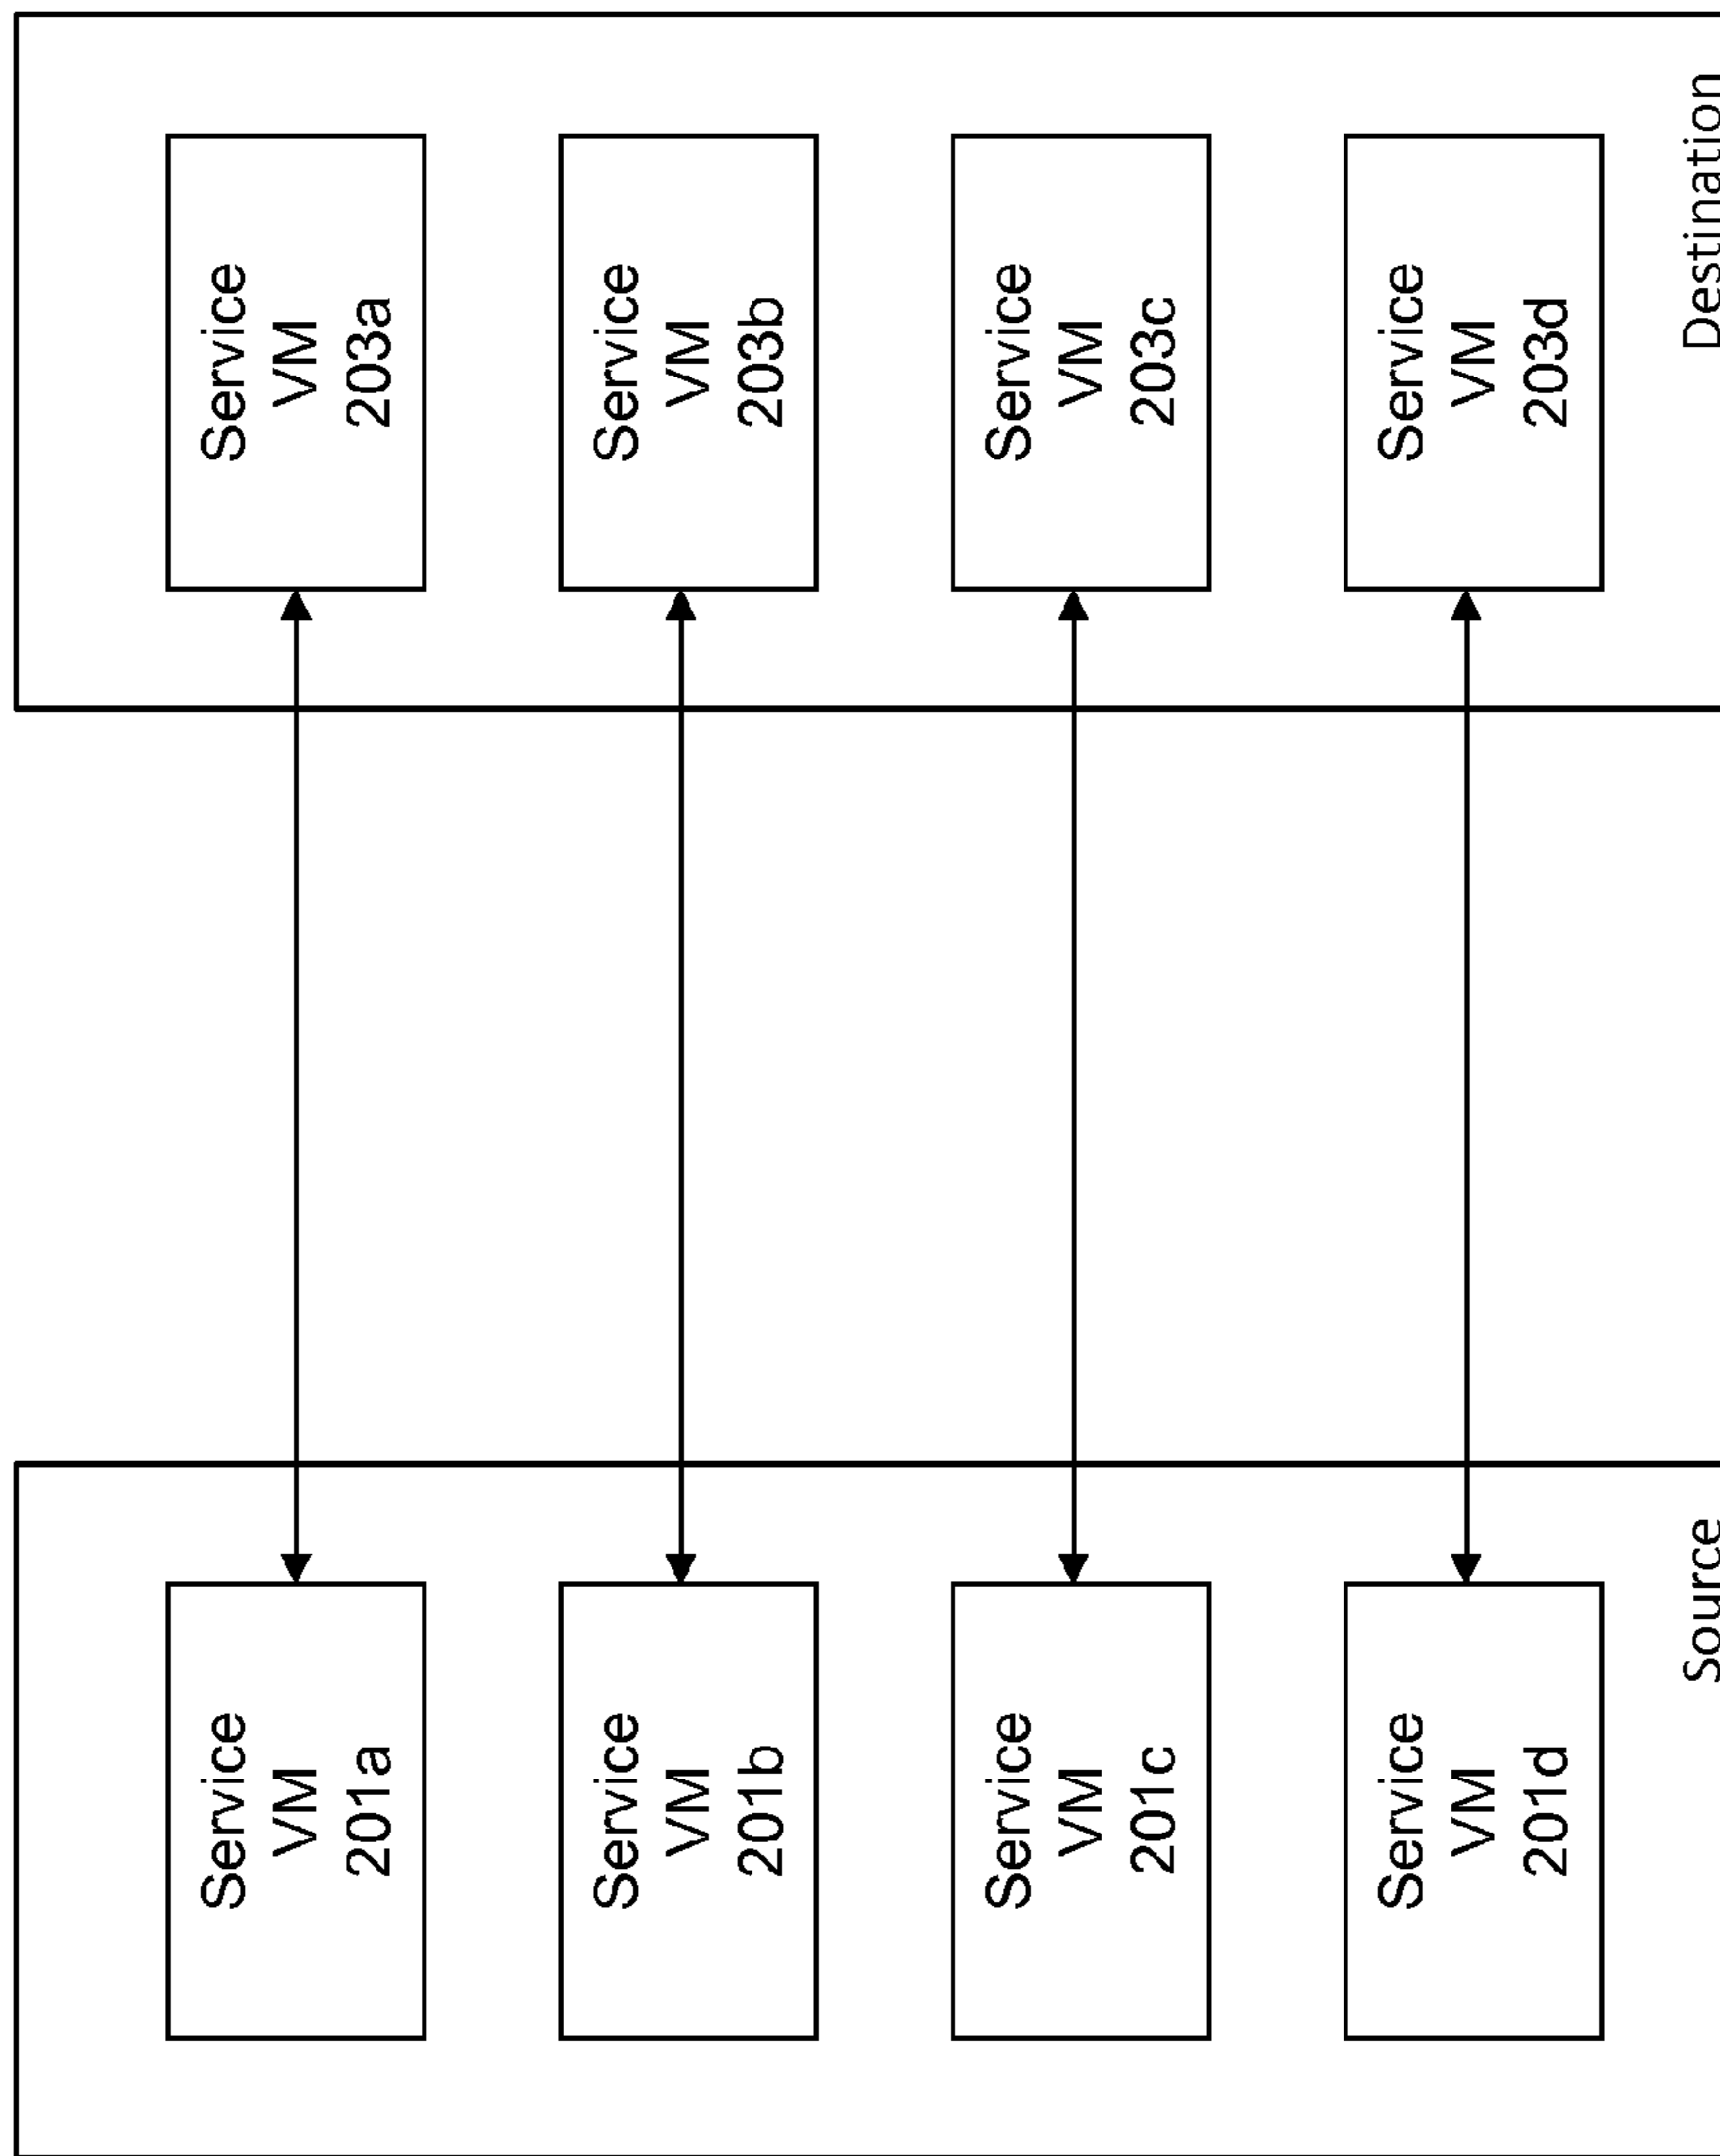 Service
VM
201a
Service
VM
203a
Service
VM
201b
Service
VM
203b
Service
VM
201c
Service
VM
203c
Service
VM
201d
Service
VM
203d
Source
Destination